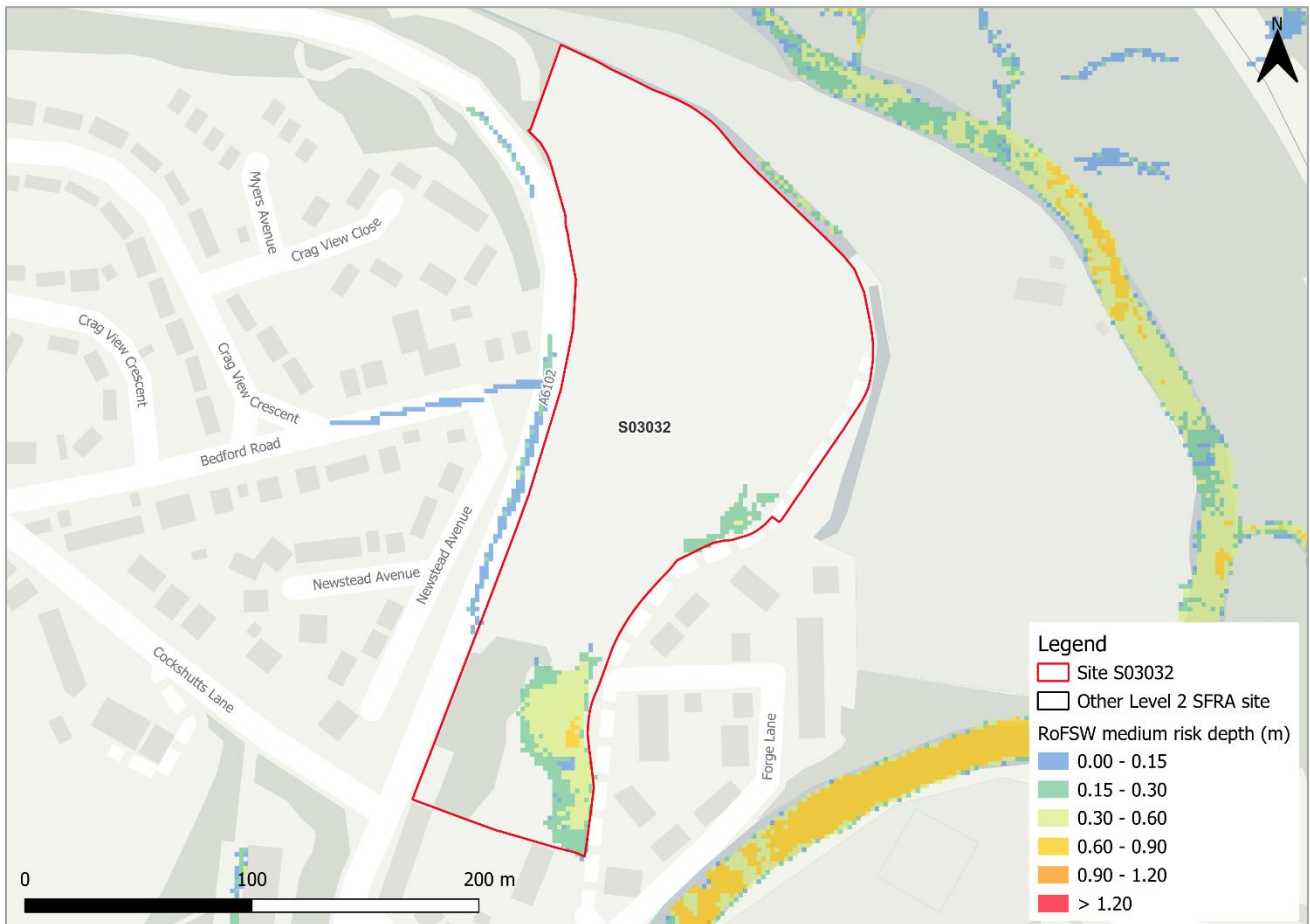 N
Myers Avenue
Crag View Close
Crag View Crescent
Crag View Crescent
A6102
Bedford Road
S03032
Newstead Avenue
Newstead Avenue
Cockshutts Lane
Forge Lane
0 100 200 m
Legend
Site S03032
Other Level 2 SFRA site
RoFSW medium risk depth (m)
0.00 - 0.15
0.15 - 0.30
0.30 - 0.60
0.60 - 0.90
0.90 - 1.20
> 1.20